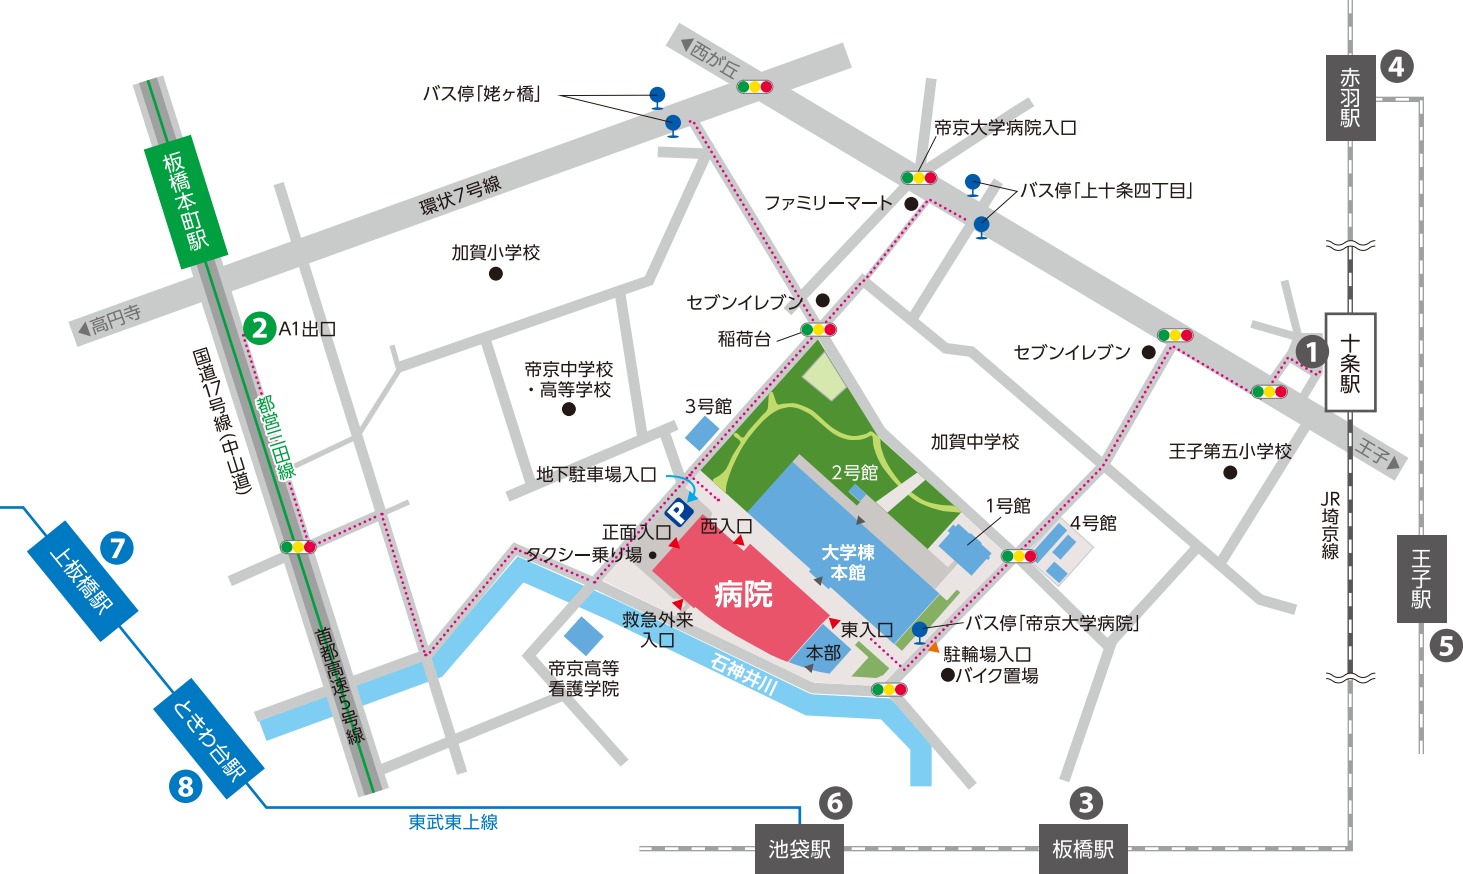 西が丘
バス停「姥ヶ橋」
4
赤羽駅
帝京大学病院入口
板橋本町駅
環状7号線
ファミリーマート
バス停「上十条四丁目」
加賀小学校
高円寺
2
A1出口
セブンイレブン
稲荷台
セブンイレブン
1
十条駅
国道17号線(中山道)
都営三田線
帝京中学校
・高等学校
3号館
加賀中学校
王子第五小学校
王子
地下駐車場入口
2号館
P
1号館
4号館
JR埼京線
正面入口
西入口
タクシー乗り場
大学棟
本館
病院
7
上板橋駅
王子駅
5
救急外来
入口
東入口
バス停「帝京大学病院」
本部
駐輪場入口
バイク置場
首都高速5号線
帝京高等
看護学院
石神井川
ときわ台駅
8
東武東上線
6
池袋駅
3
板橋駅